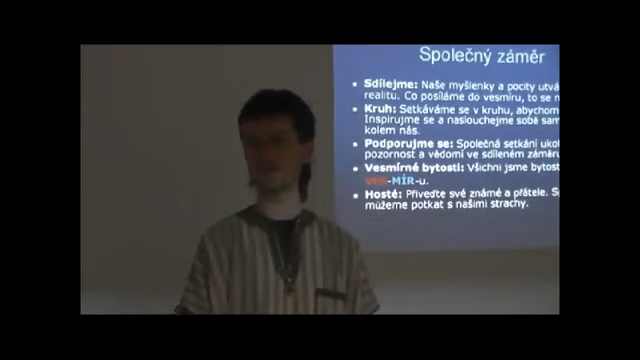 Společný záměr
Sdílejme: Naše myšlenky a pocity utvá
realitu. Co posíláme do vesmíru, to se n
Kruh: Setkáváme se v kruhu, abychom
Inspirujme se a naslouchejme sobě sam
kolem nás.
Podporujme se: Společná setkání ukot
pozornost a vědomí ve sdíleném záměru
Vesmírné bytosti: Všichni jsme bytost
VES-MÍR-u.
Hosté: Přiveďte své známé a přátele. S
můžeme potkat s našimi strachy.